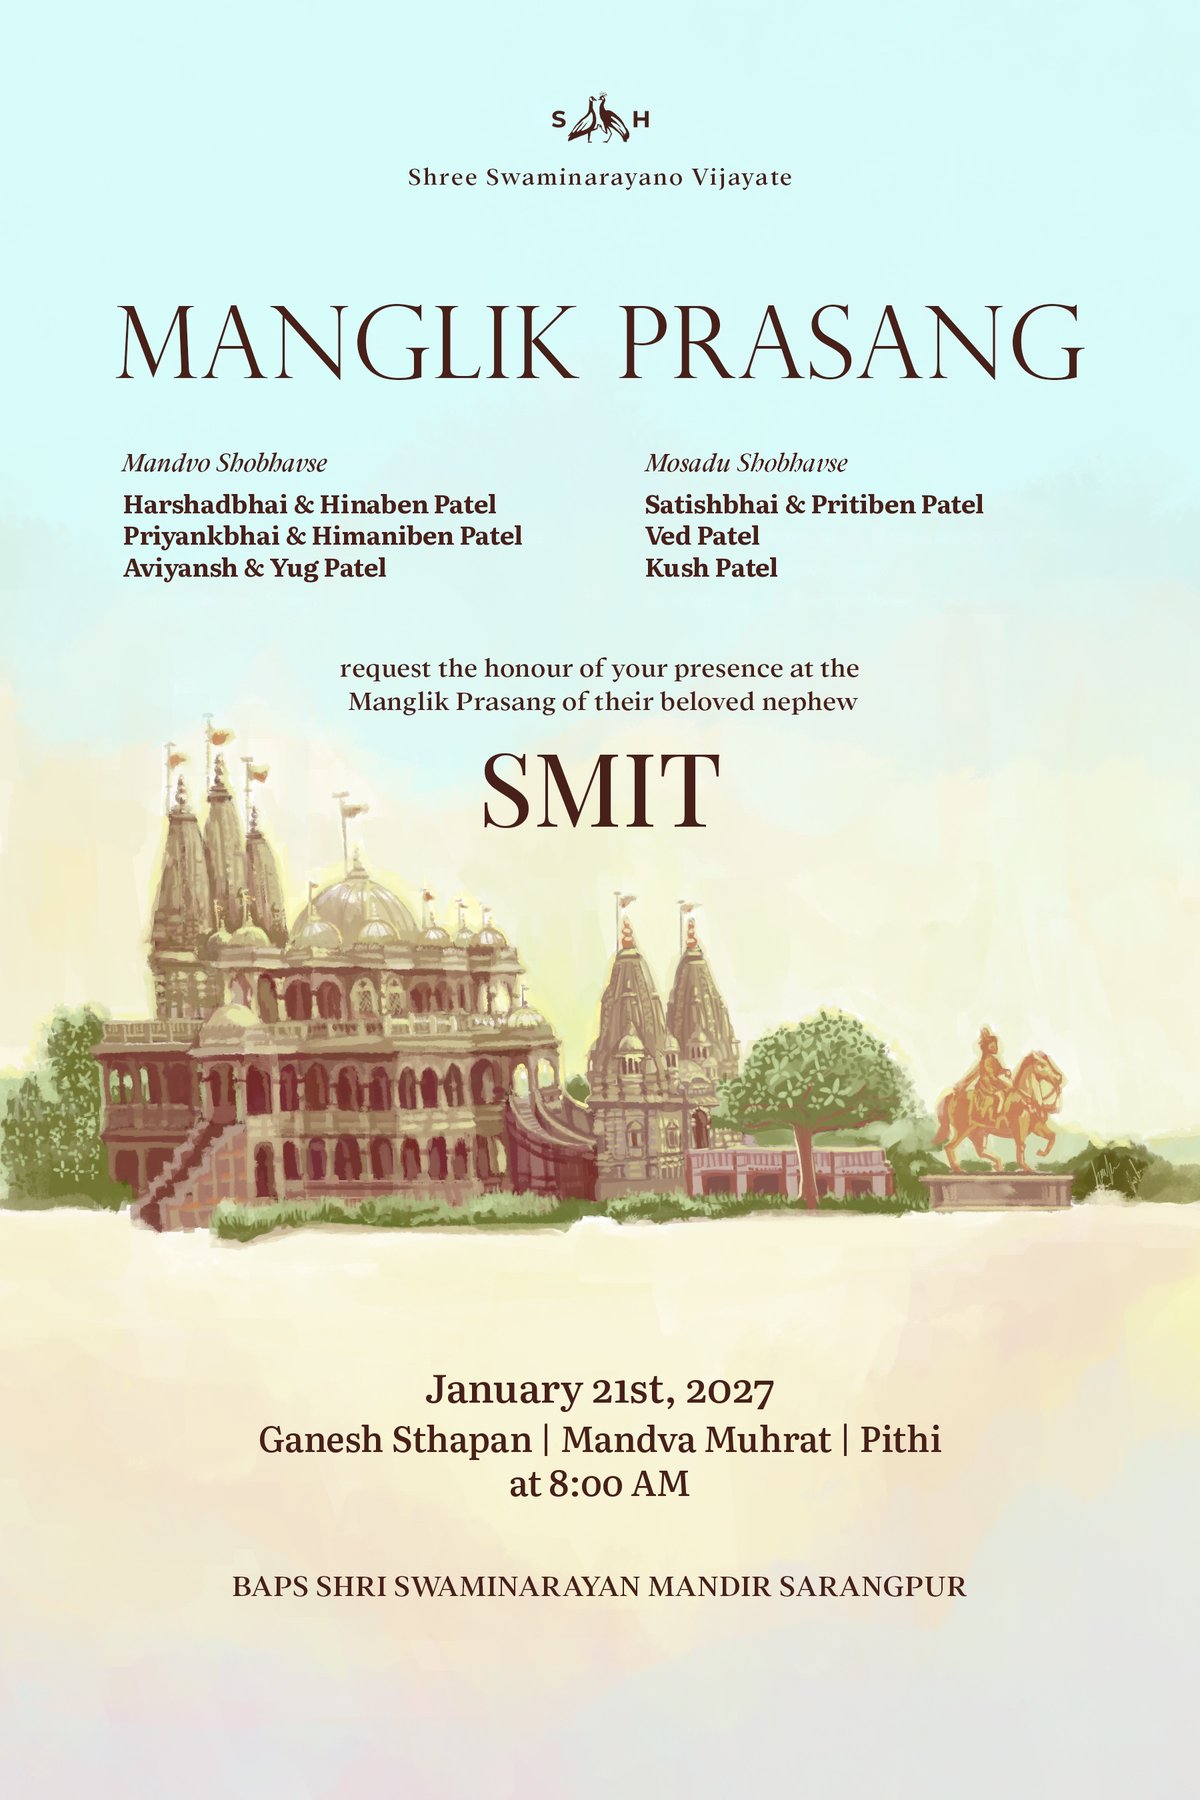 S H
Shree Swaminarayano Vijayate
MANGLIK PRASANG
Mandvo Shobhavse
Harshadbhai & Hinaben Patel
Priyankbhai & Himaniben Patel
Aviyansh & Yug Patel
Mosadu Shobhavse
Satishbhai & Pritiben Patel
Ved Patel
Kush Patel
request the honour of your presence at the
Manglik Prasang of their beloved nephew
SMIT
January 21st, 2027
Ganesh Sthapan | Mandva Muhrat | Pithi
at 8:00 AM
BAPS SHRI SWAMINARAYAN MANDIR SARANGPUR